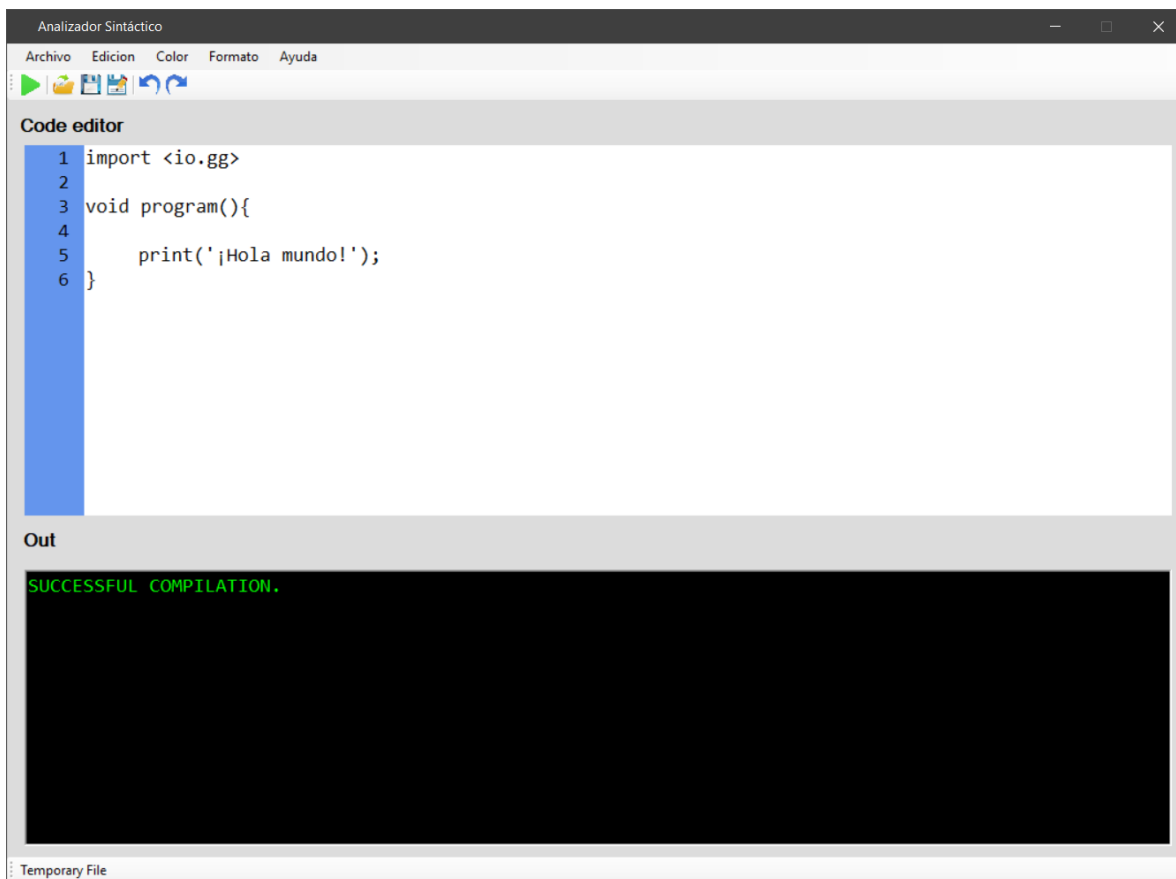 Analizador Sintáctico
Archivo Edicion Color Formato Ayuda
Code editor
1 import <io.gg>
2
3 void program(){
4
5 print('¡Hola mundo!');
6 }
Out
SUCCESSFUL COMPILATION.
Temporary File